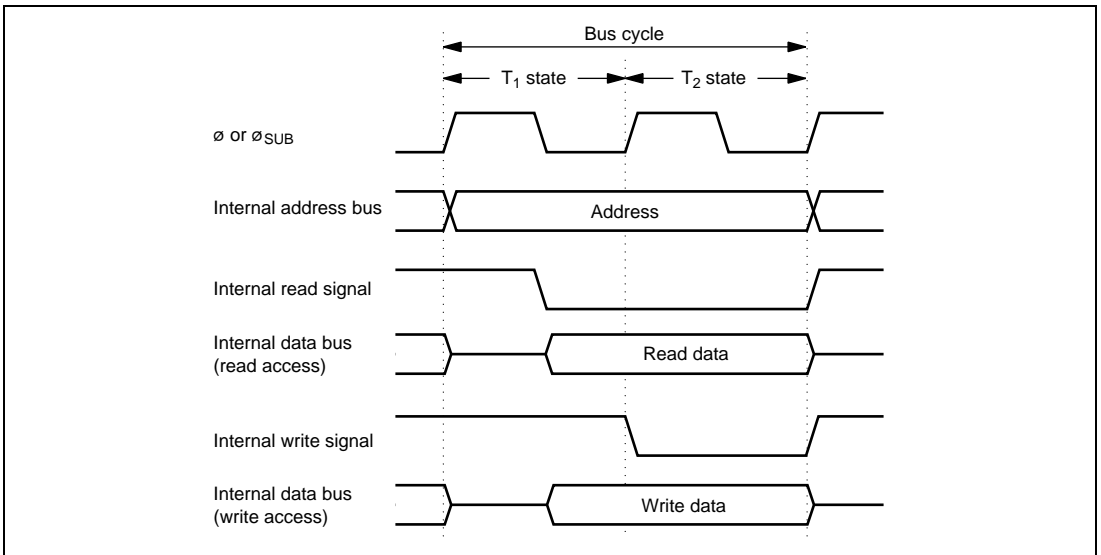 Bus cycle
T1 state
T2 state
ø or øSUB
Internal address bus
Address
Internal read signal
Internal data bus
(read access)
Read data
Internal write signal
Internal data bus
(write access)
Write data